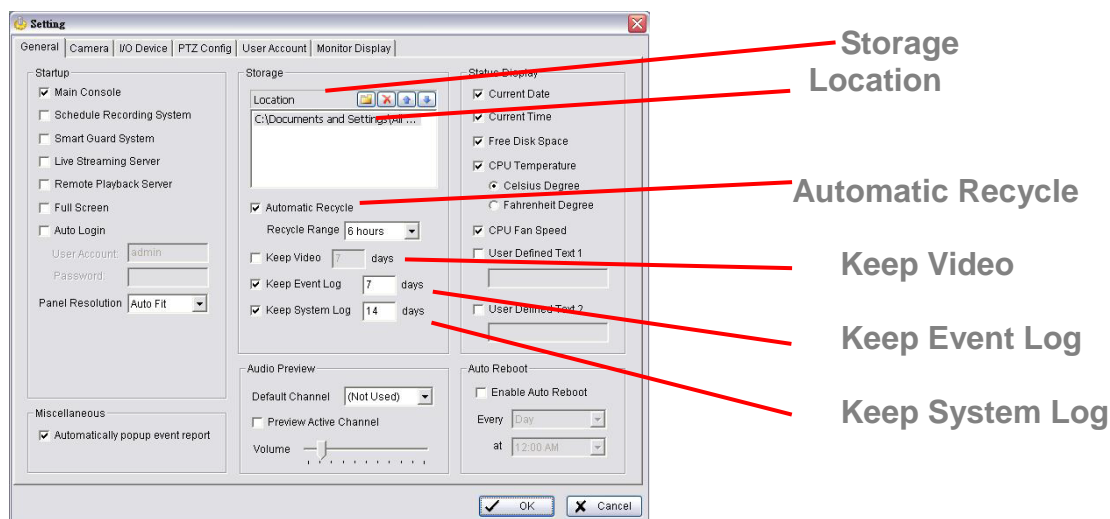 Setting
General Camera I/O Device PTZ Config User Account Monitor Display
Startup
Main Console
Schedule Recording System
Smart Guard System
Live Streaming Server
Remote Playback Server
Full Screen
Auto Login
User Account: admin
Password:
Panel Resolution Auto Fit
Miscellaneous
Automatically popup event report
Storage
Location
C:\Documents and Settings\All ...
Automatic Recycle
Recycle Range 6 hours
Keep Video 7 days
Keep Event Log 7 days
Keep System Log 14 days
Audio Preview
Default Channel (Not Used)
Preview Active Channel
Volume
Status Display
Current Date
Current Time
Free Disk Space
CPU Temperature
Celsius Degree
Fahrenheit Degree
CPU Fan Speed
User Defined Text 1
User Defined Text 2
Auto Reboot
Enable Auto Reboot
Every Day
at 12:00 AM
OK Cancel
Storage
Location
Automatic Recycle
Keep Video
Keep Event Log
Keep System Log